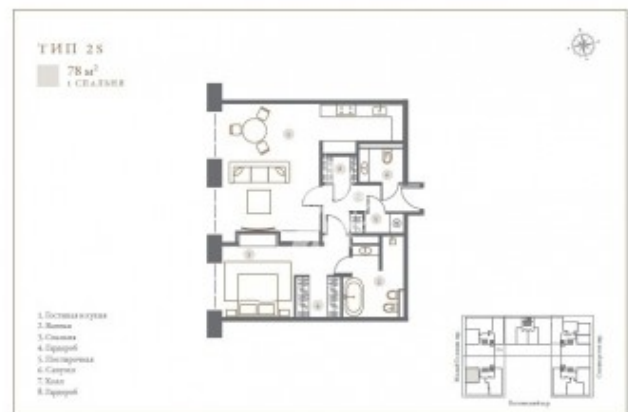 ТИП 2S
78 м²
1 СПАЛЬНЯ
1. Гостиная и кухня
2. Ванная
3. Спальня
4. Гардероб
5. Постирочная
6. Санузел
7. Холл
8. Гардероб